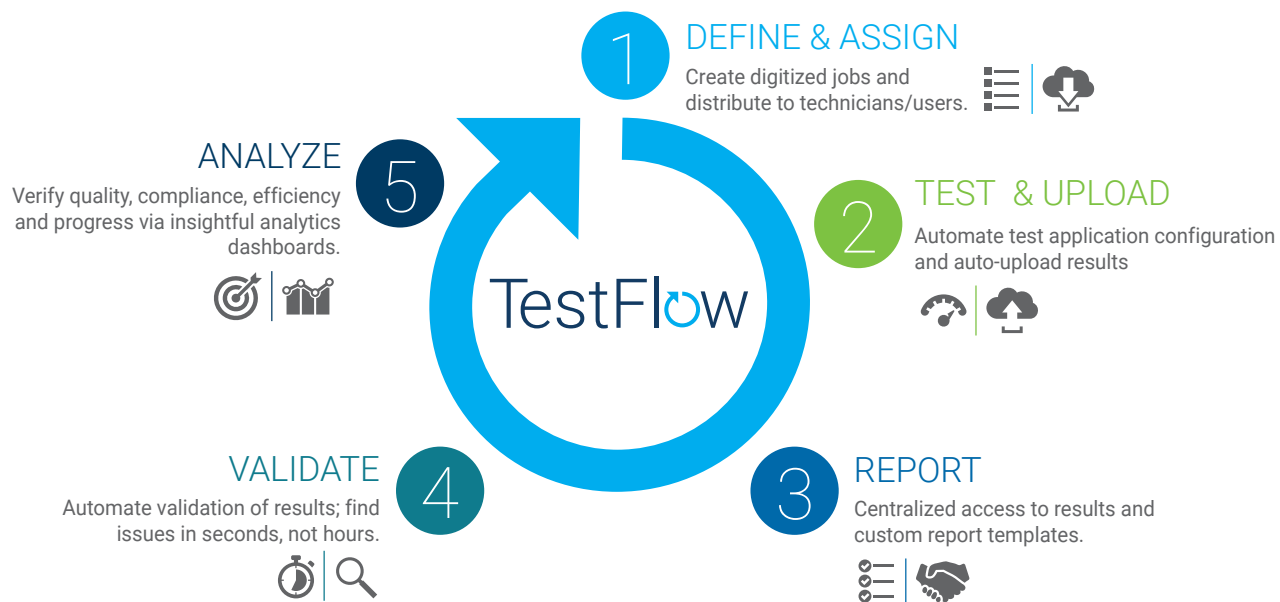 1
DEFINE & ASSIGN
Create digitized jobs and
distribute to technicians/users.
2
TEST & UPLOAD
Automate test application configuration
and auto-upload results
3
REPORT
Centralized access to results and
custom report templates.
4
VALIDATE
Automate validation of results; find
issues in seconds, not hours.
5
ANALYZE
Verify quality, compliance, efficiency
and progress via insightful analytics
dashboards.
TestFlow